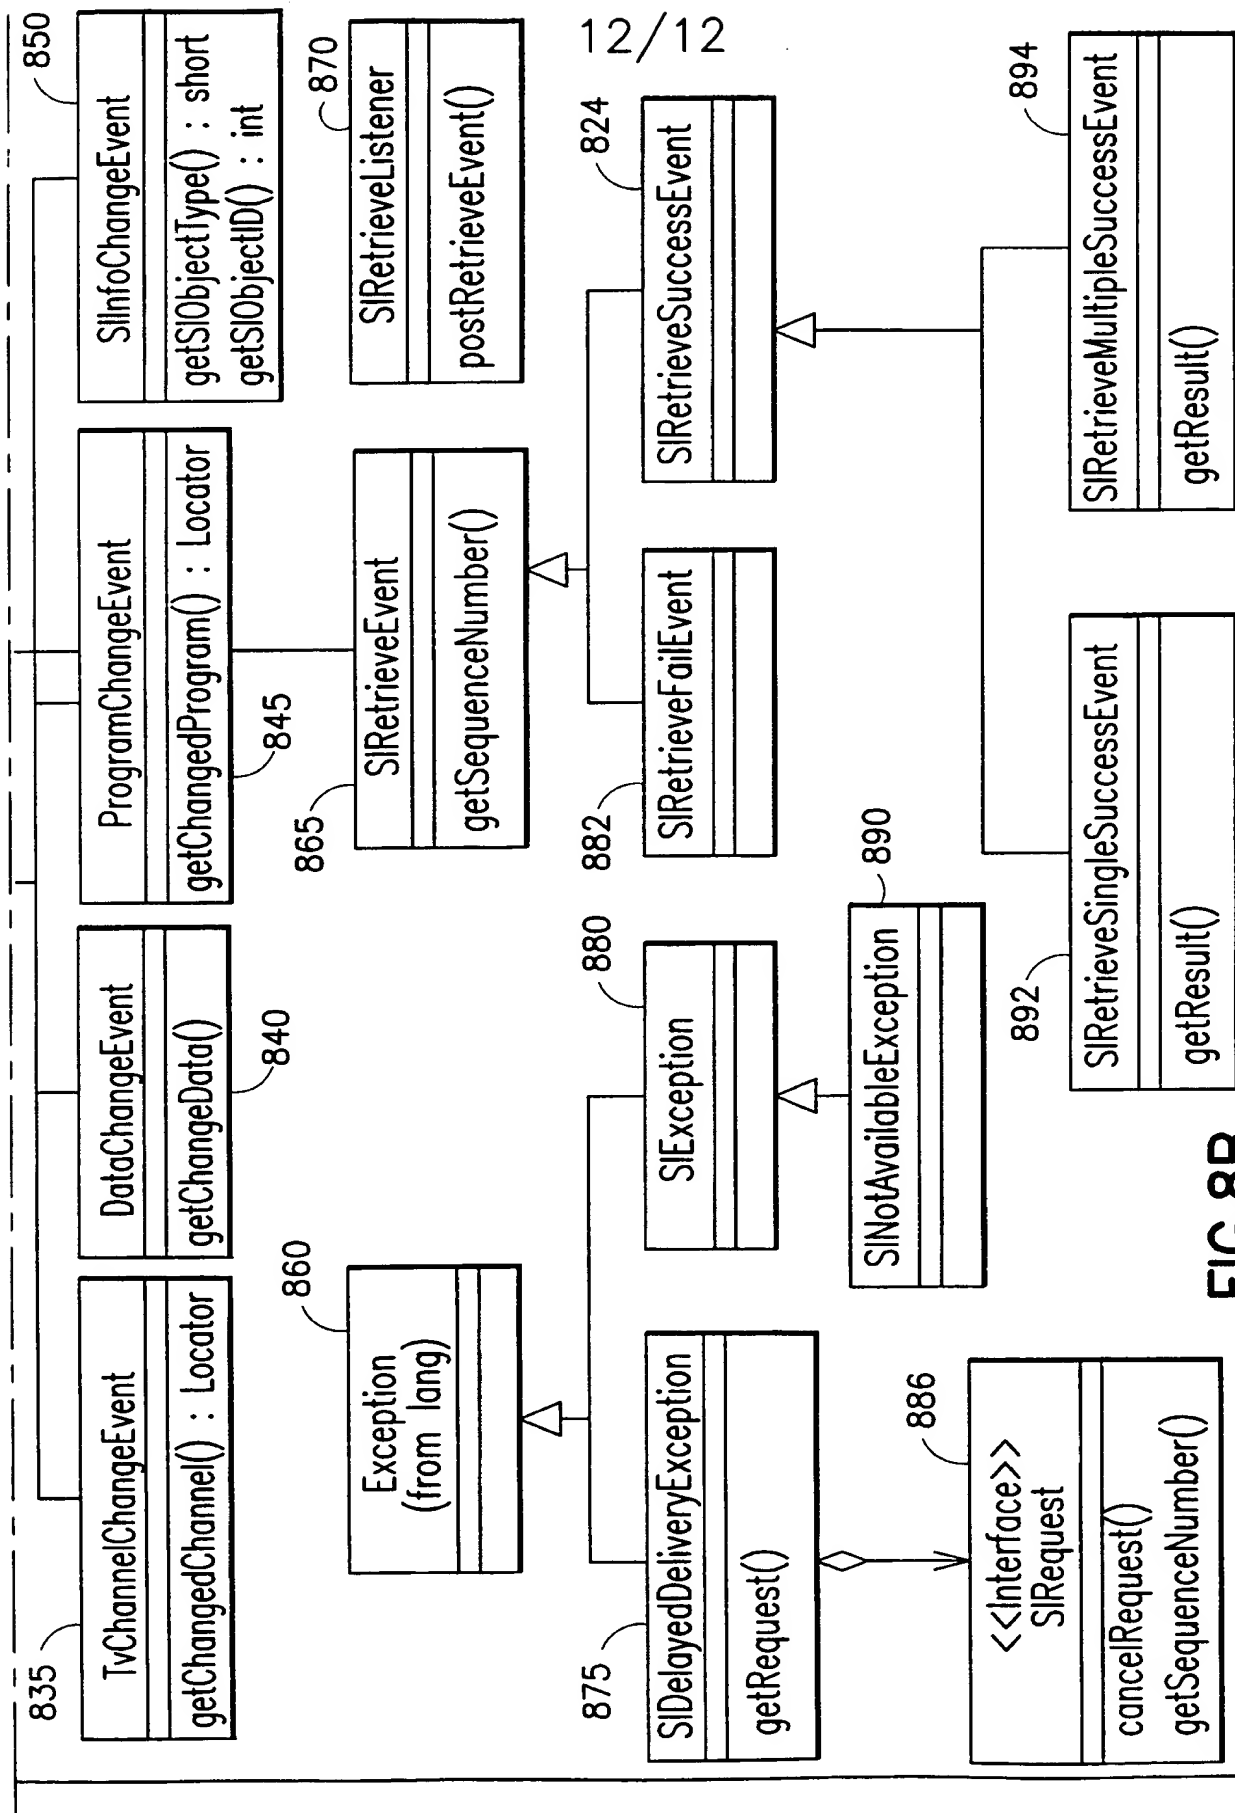 12/12
835
TvChannelChangeEvent
getChangedChannel() : Locator
DataChangeEvent
getChangeData()
840
ProgramChangeEvent
getChangedProgram() : Locator
845
850
SIInfoChangeEvent
getSIObjectType() : short
getSIObjectID() : int
860
Exception
(from lang)
865
SIRetrieveEvent
getSequenceNumber()
870
SIRetrieveListener
postRetrieveEvent()
875
SIDelayedDeliveryException
getRequest()
880
SIException
882
SIRetrieveFailEvent
824
SIRetrieveSuccessEvent
886
<<Interface>>
SIRequest
cancelRequest()
getSequenceNumber()
890
SINotAvailableException
892
SIRetrieveSingleSuccessEvent
getResult()
894
SIRetrieveMultipleSuccessEvent
getResult()
FIG.8B